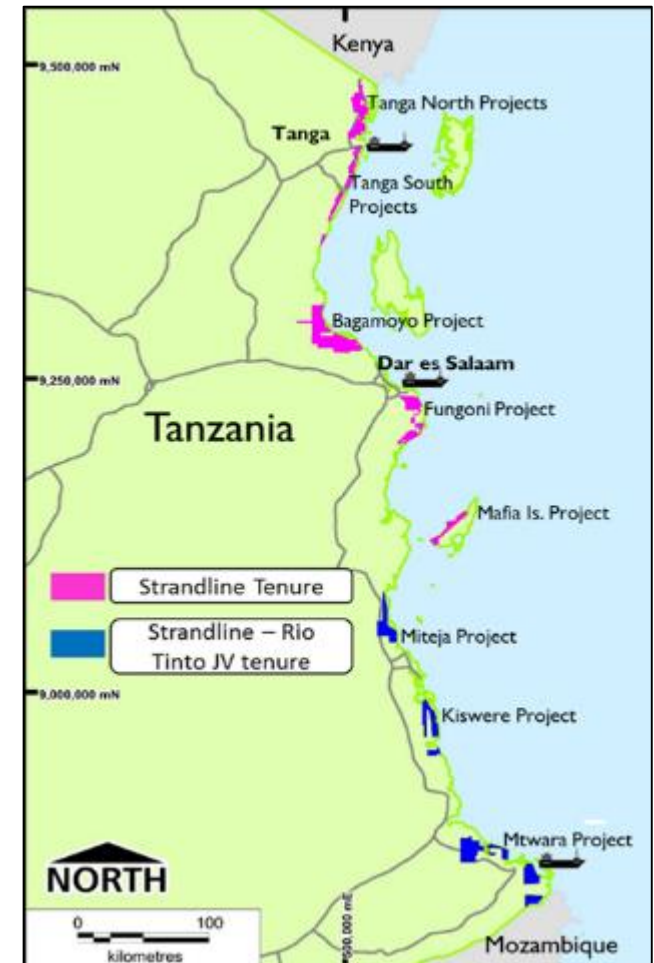 Kenya
9,500,000 mN
Tanga North Projects
Tanga
Tanga South
Projects
Bagamoyo Project
Dar es Salaam
9,250,000 mN
Fungoni Project
Tanzania
Mafia Is. Project
Strandline Tenure
Strandline – Rio
Tinto JV tenure
Miteja Project
9,000,000 mN
Kiswere Project
Mtwara Project
NORTH
500,000 mE
0 100
kilometres
Mozambique